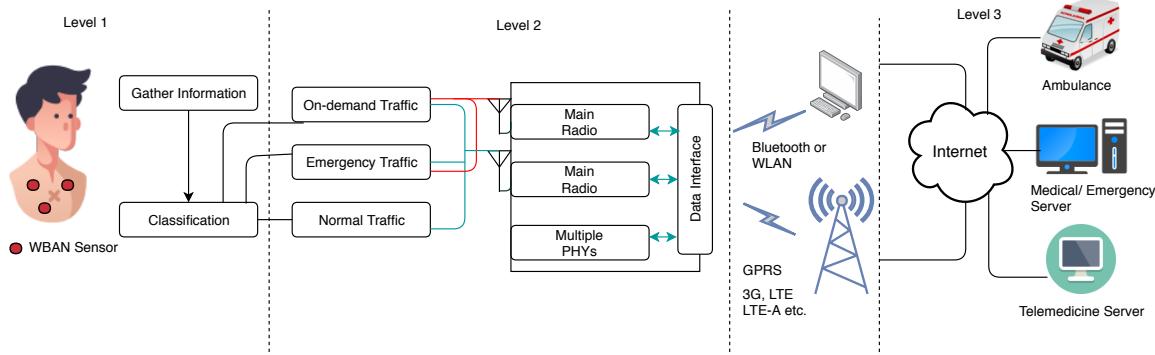 Level 1
Level 2
Level 3
Gather Information
Classification
WBAN Sensor
On-demand Traffic
Emergency Traffic
Normal Traffic
Main
Radio
Main
Radio
Multiple
PHYs
Data Interface
Bluetooth or
WLAN
GPRS
3G, LTE
LTE-A etc.
Internet
AMBULANCE
Ambulance
Medical/ Emergency
Server
Telemedicine Server